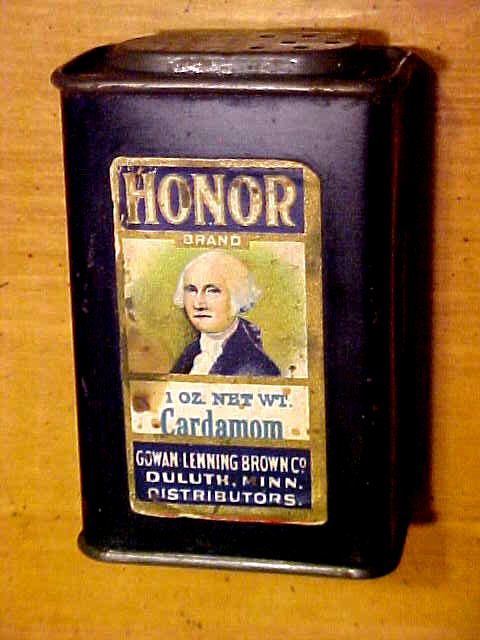 HONOR
BRAND
1 OZ. NET WT.
Cardamom
GOWAN LENNING BROWN CO
DULUTH, MINN.
DISTRIBUTORS.